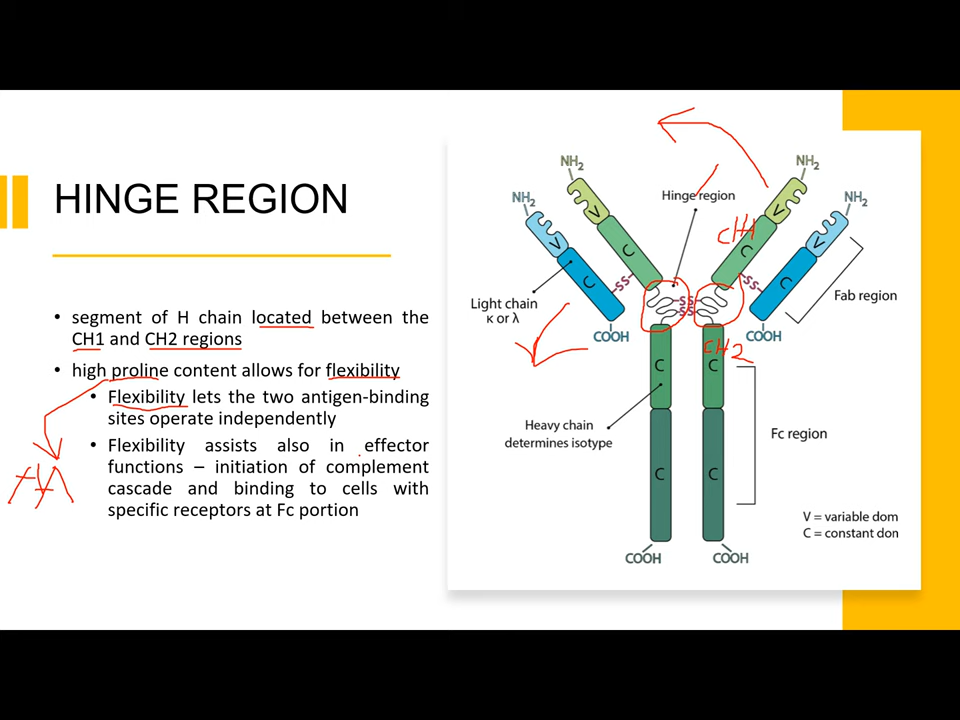 HINGE REGION
• segment of H chain located between the
CH1 and CH2 regions
• high proline content allows for flexibility
• Flexibility lets the two antigen-binding
sites operate independently
• Flexibility assists also in effector
functions – initiation of complement
cascade and binding to cells with
specific receptors at Fc portion
NH2
NH2
NH2
NH2
Hinge region
V
V
V
V
C
C
C
C
CH1
SS
SS
SS
SS
Light chain
κ or λ
Fab region
COOH
COOH
CH2
C
C
Heavy chain
determines isotype
Fc region
C
C
COOH
COOH
V = variable dom
C = constant don